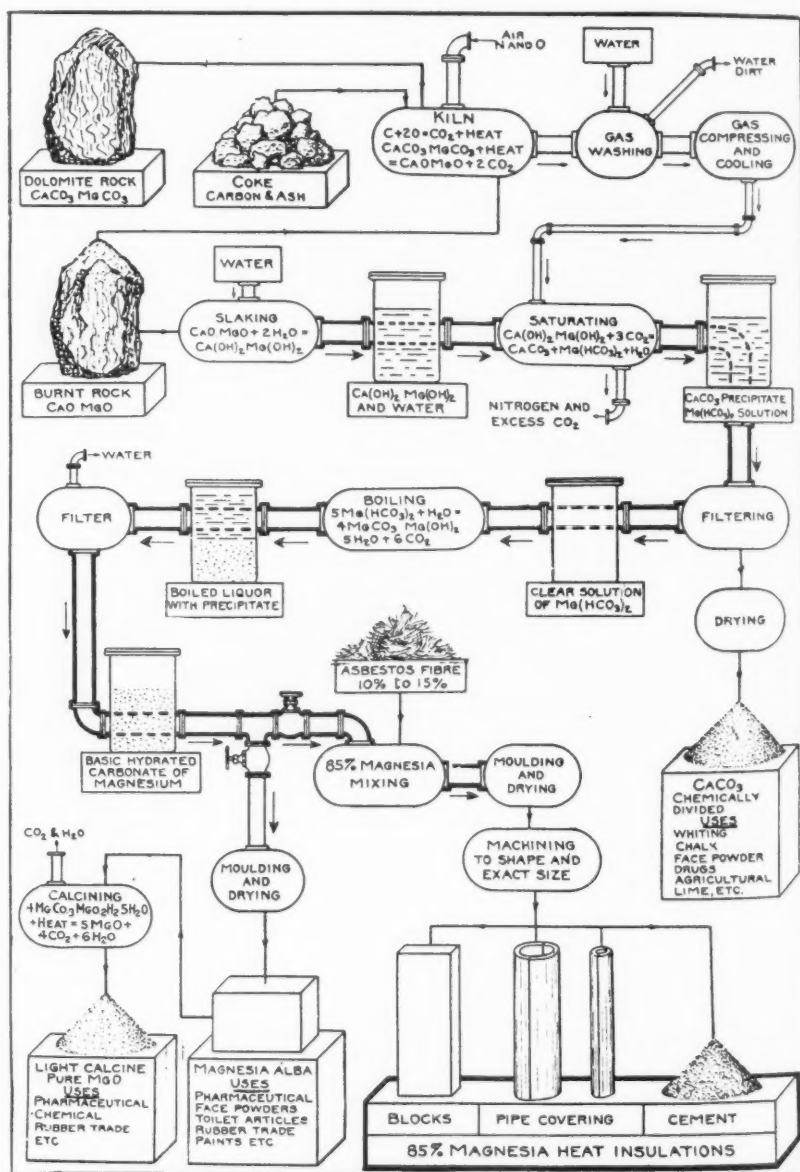 AIR
N AND O
WATER
WATER
DIRT
KILN
C+2O=CO2+HEAT
CACO3 MGCO3+HEAT
=CAOMGO+2CO2
GAS
WASHING
GAS
COMPRESSING
AND
COOLING
DOLOMITE ROCK
CACO3 MGCO3
COKE
CARBON & ASH
WATER
SLAKING
CAO MGO+2H2O=
CA(OH)2MG(OH)2
SATURATING
CA(OH)2 MG(OH)2+3CO2=
CACO3+MG(HCO3)2+H2O
BURNT ROCK
CAO MGO
CA(OH)2 MG(OH)2
AND WATER
NITROGEN AND
EXCESS CO2
CACO3 PRECIPITATE
MG(HCO3)2 SOLUTION
WATER
FILTER
BOILING
5MG(HCO3)2+H2O=
4MGCO3 MG(OH)2
5H2O+6CO2
FILTERING
BOILED LIQUOR
WITH PRECIPITATE
CLEAR SOLUTION
OF MG(HCO3)2
DRYING
ASBESTOS FIBRE
10% TO 15%
BASIC HYDRATED
CARBONATE OF
MAGNESIUM
85% MAGNESIA
MIXING
MOULDING
AND
DRYING
CACO3
CHEMICALLY
DIVIDED
USES
WHITING
CHALK
FACE POWDER
DRUGS
AGRICULTURAL
LIME, ETC.
CO2 & H2O
CALCINING
4MGCO3MGO2H25H2O
+HEAT=5MGO+
4CO2+6H2O
MOULDING
AND
DRYING
MACHINING
TO SHAPE AND
EXACT SIZE
LIGHT CALCINE
PURE MGO
USES
PHARMACEUTICAL
CHEMICAL
RUBBER TRADE
ETC
MAGNESIA ALBA
USES
PHARMACEUTICAL
FACE POWDERS
TOILET ARTICLES
RUBBER TRADE
PAINTS ETC
BLOCKS
PIPE COVERING
CEMENT
85% MAGNESIA HEAT INSULATIONS